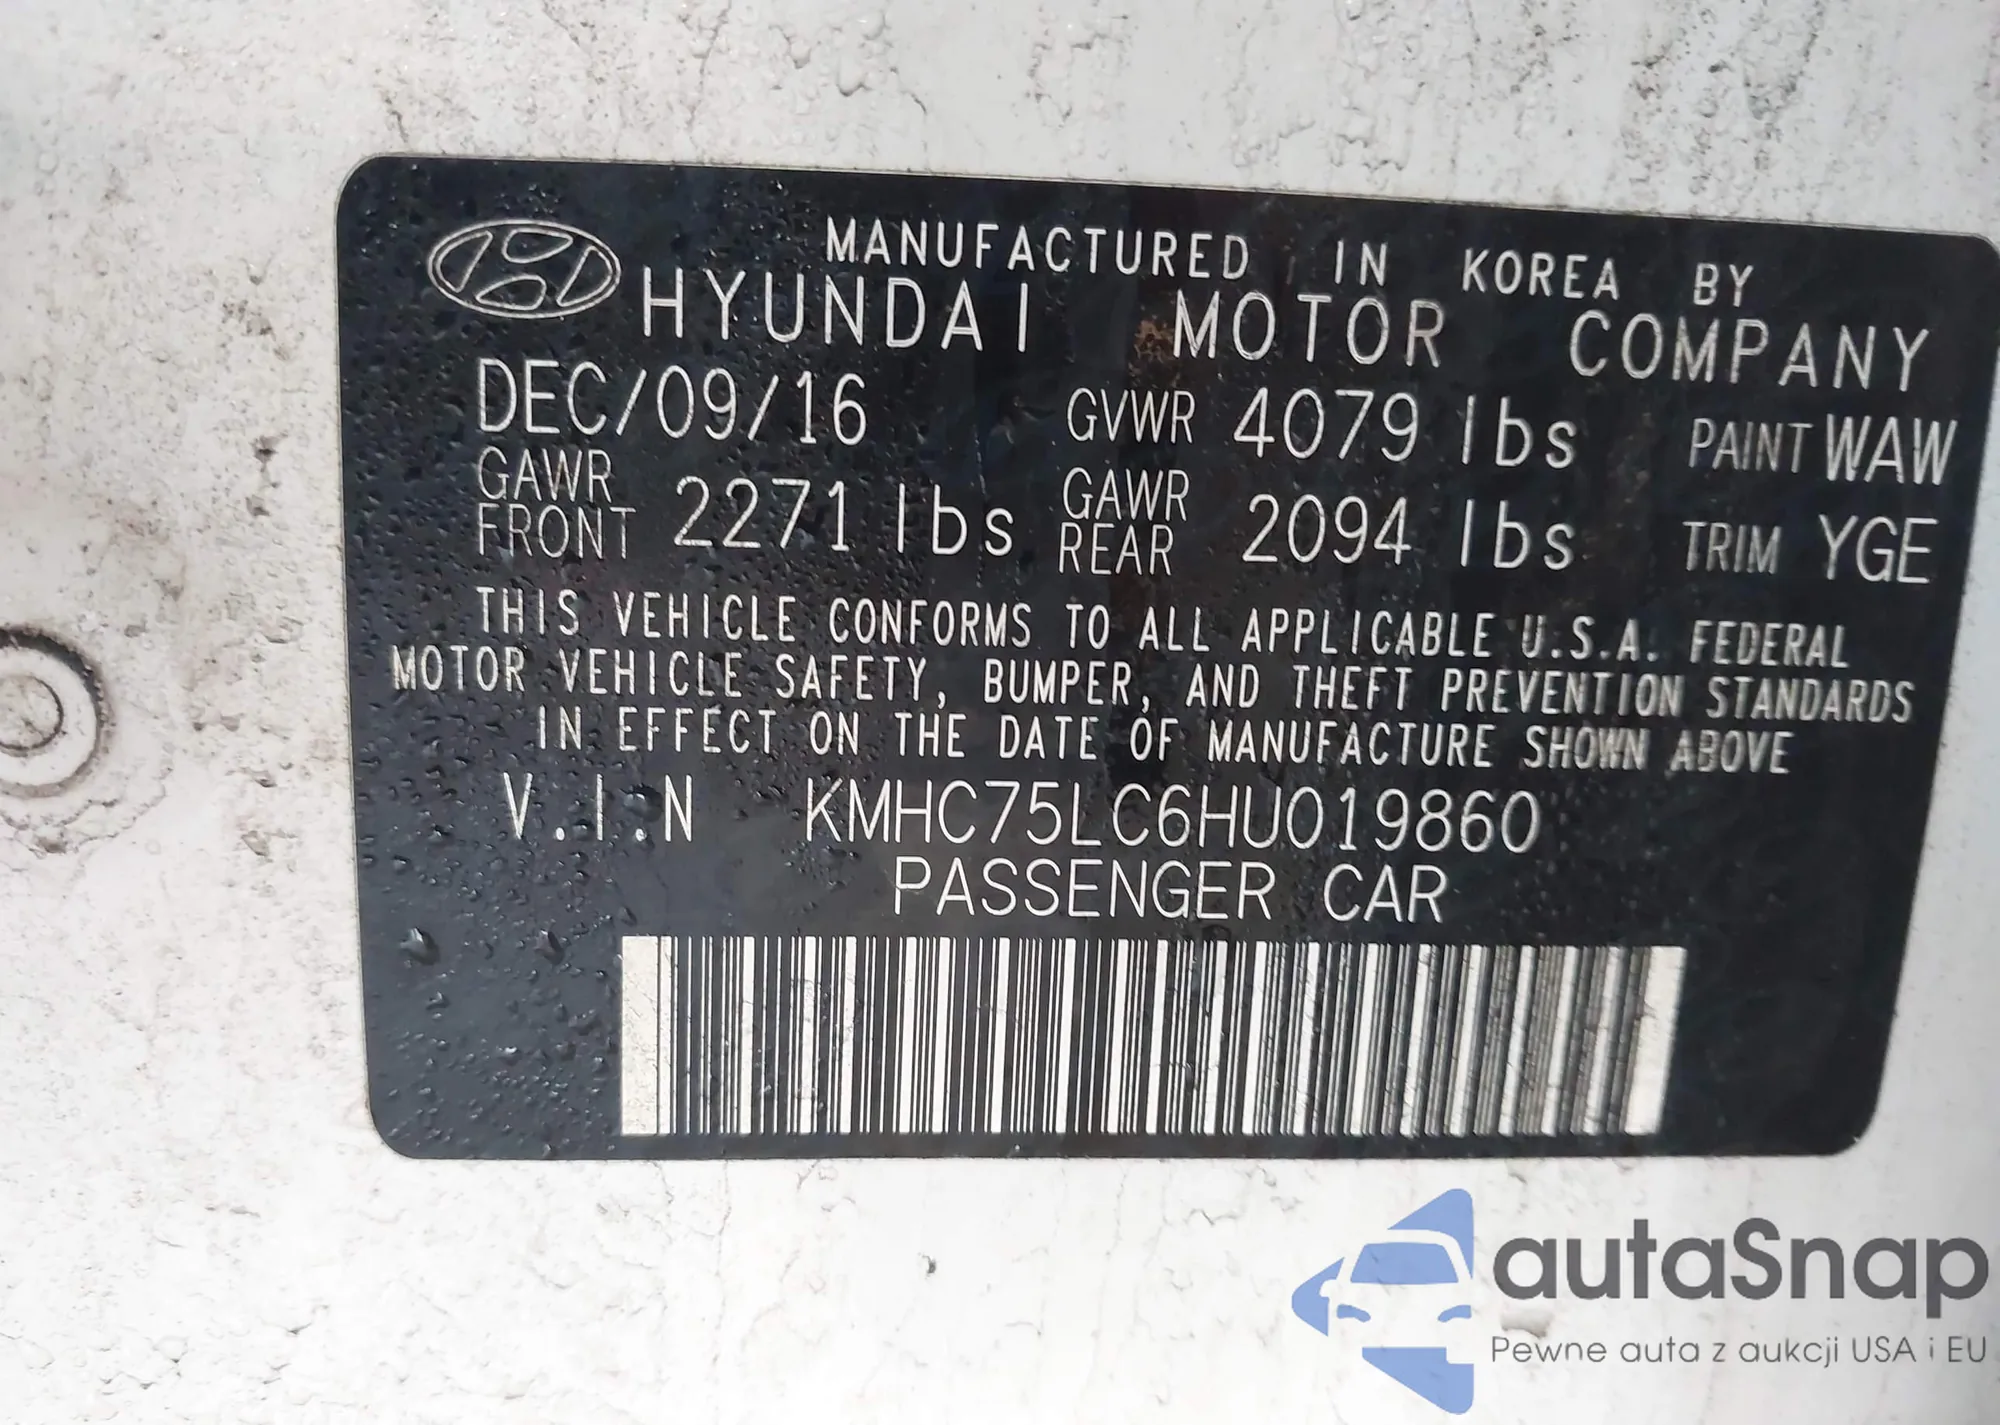 MANUFACTURED IN KOREA BY
HYUNDAI MOTOR COMPANY
DEC/09/16 GVWR 4079 lbs PAINT WAW
GAWR FRONT 2271 lbs GAWR REAR 2094 lbs TRIM YGE
THIS VEHICLE CONFORMS TO ALL APPLICABLE U.S.A. FEDERAL
MOTOR VEHICLE SAFETY, BUMPER, AND THEFT PREVENTION STANDARDS
IN EFFECT ON THE DATE OF MANUFACTURE SHOWN ABOVE
V.I.N KMHC75LC6HU019860
PASSENGER CAR
autaSnap
Pewne auta z aukcji USA i EU